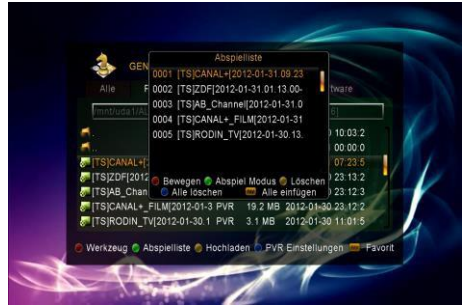 Abspielliste
GEN
0001 [TS]CANAL+[2012-01-31.09.23
0002 [TS]ZDF[2012-01-31.01.13.00-
0003 [TS]AB_Channel[2012-01-31.0
0004 [TS]CANAL+_FILM[2012-01-31
0005 [TS]RODIN_TV[2012-01-30.13.
Alle
tware
10:03:2
00:00:0
[TS]CANAL+[ 07:23:5
[TS]ZDF[2012 23:13:2
[TS]AB_Chan 23:12:3
Bewegen Abspiel Modus Löschen
Alle löschen Alle einfügen
[TS]CANAL+_FILM[2012-01-3 PVR 19.2 MB 2012-01-30 23:12:2
[TS]RODIN_TV[2012-01-30.1 PVR 3.1 MB 2012-01-30 11:01:5
Werkzeug Abspielliste Hochladen PVR Einstellungen Favorit